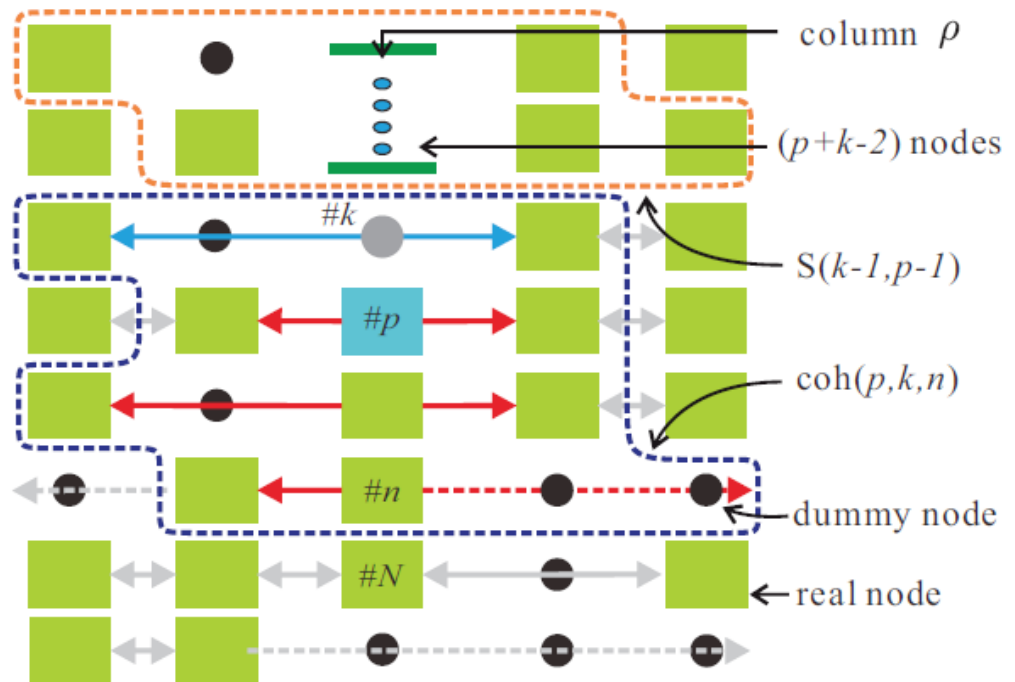 column ρ
(p+k-2) nodes
#k
S(k-1,p-1)
#p
coh(p,k,n)
#n
dummy node
#N
real node